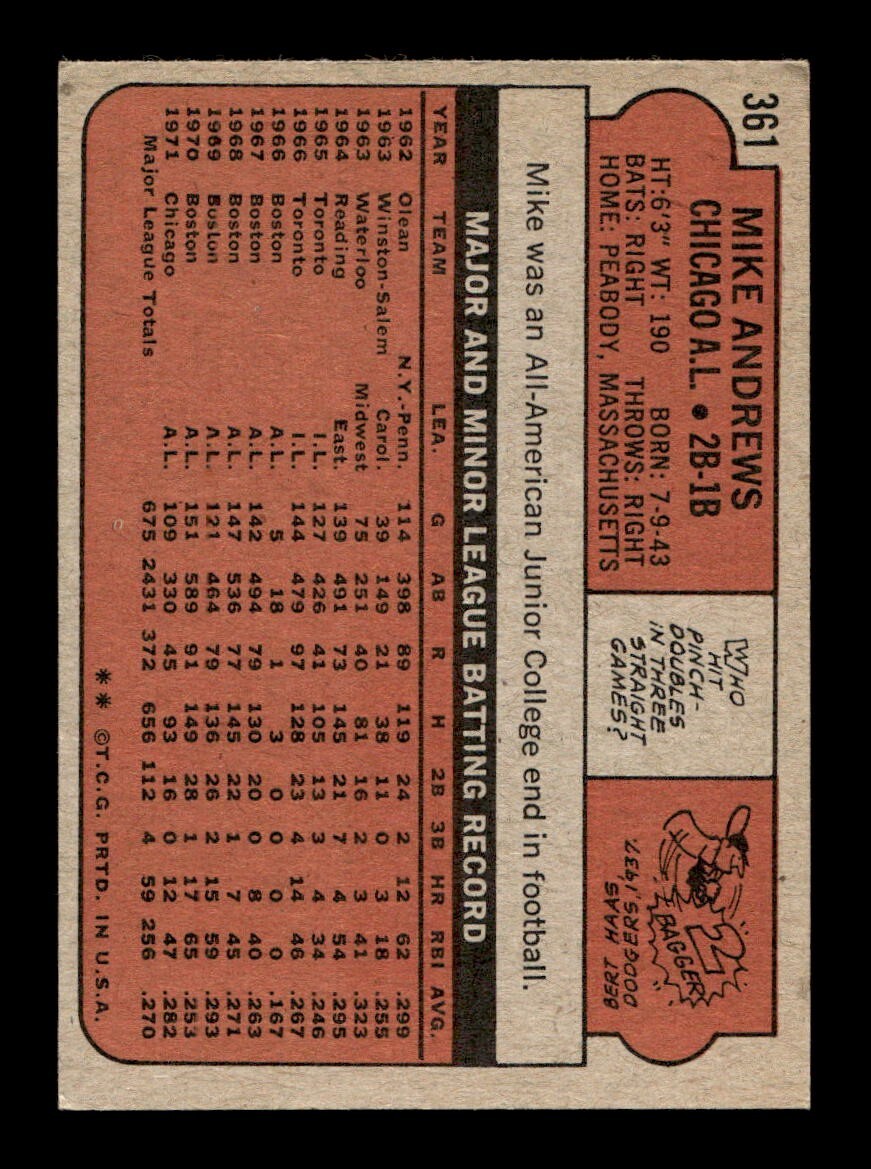 361
MIKE ANDREWS
CHICAGO A.L. • 2B-1B
HT: 6'3" WT: 190 BORN: 7-9-43
BATS: RIGHT THROWS: RIGHT
HOME: PEABODY, MASSACHUSETTS
WHO
HIT
PINCH-
DOUBLES
IN THREE
STRAIGHT
GAMES?
2
BAGGER
BERT HAAS,
DODGERS, 1937.
Mike was an All-American Junior College end in football.
MAJOR AND MINOR LEAGUE BATTING RECORD
YEAR TEAM LEA. G AB R H 2B 3B HR RBI AVG.
1962 Olean N.Y.-Penn. 114 398 89 119 24 2 12 62 .299
1963 Winston-Salem Carol. 39 149 21 38 11 0 3 18 .255
1963 Waterloo Midwest 75 251 40 81 16 2 3 41 .323
1964 Reading East. 139 491 73 145 21 7 4 54 .295
1965 Toronto I.L. 127 426 41 105 13 3 4 34 .246
1966 Toronto I.L. 144 479 97 128 23 4 14 46 .267
1966 Boston A.L. 5 18 1 3 0 0 0 0 .167
1967 Boston A.L. 142 494 79 130 20 0 8 40 .263
1968 Boston A.L. 147 536 77 145 22 1 7 45 .271
1969 Boston A.L. 121 464 79 136 26 2 15 59 .293
1970 Boston A.L. 151 589 91 149 28 1 17 65 .253
1971 Chicago A.L. 109 330 45 93 16 0 12 47 .282
Major League Totals 675 2431 372 656 112 4 59 256 .270
** ©T.C.G. PRTD. IN U.S.A.